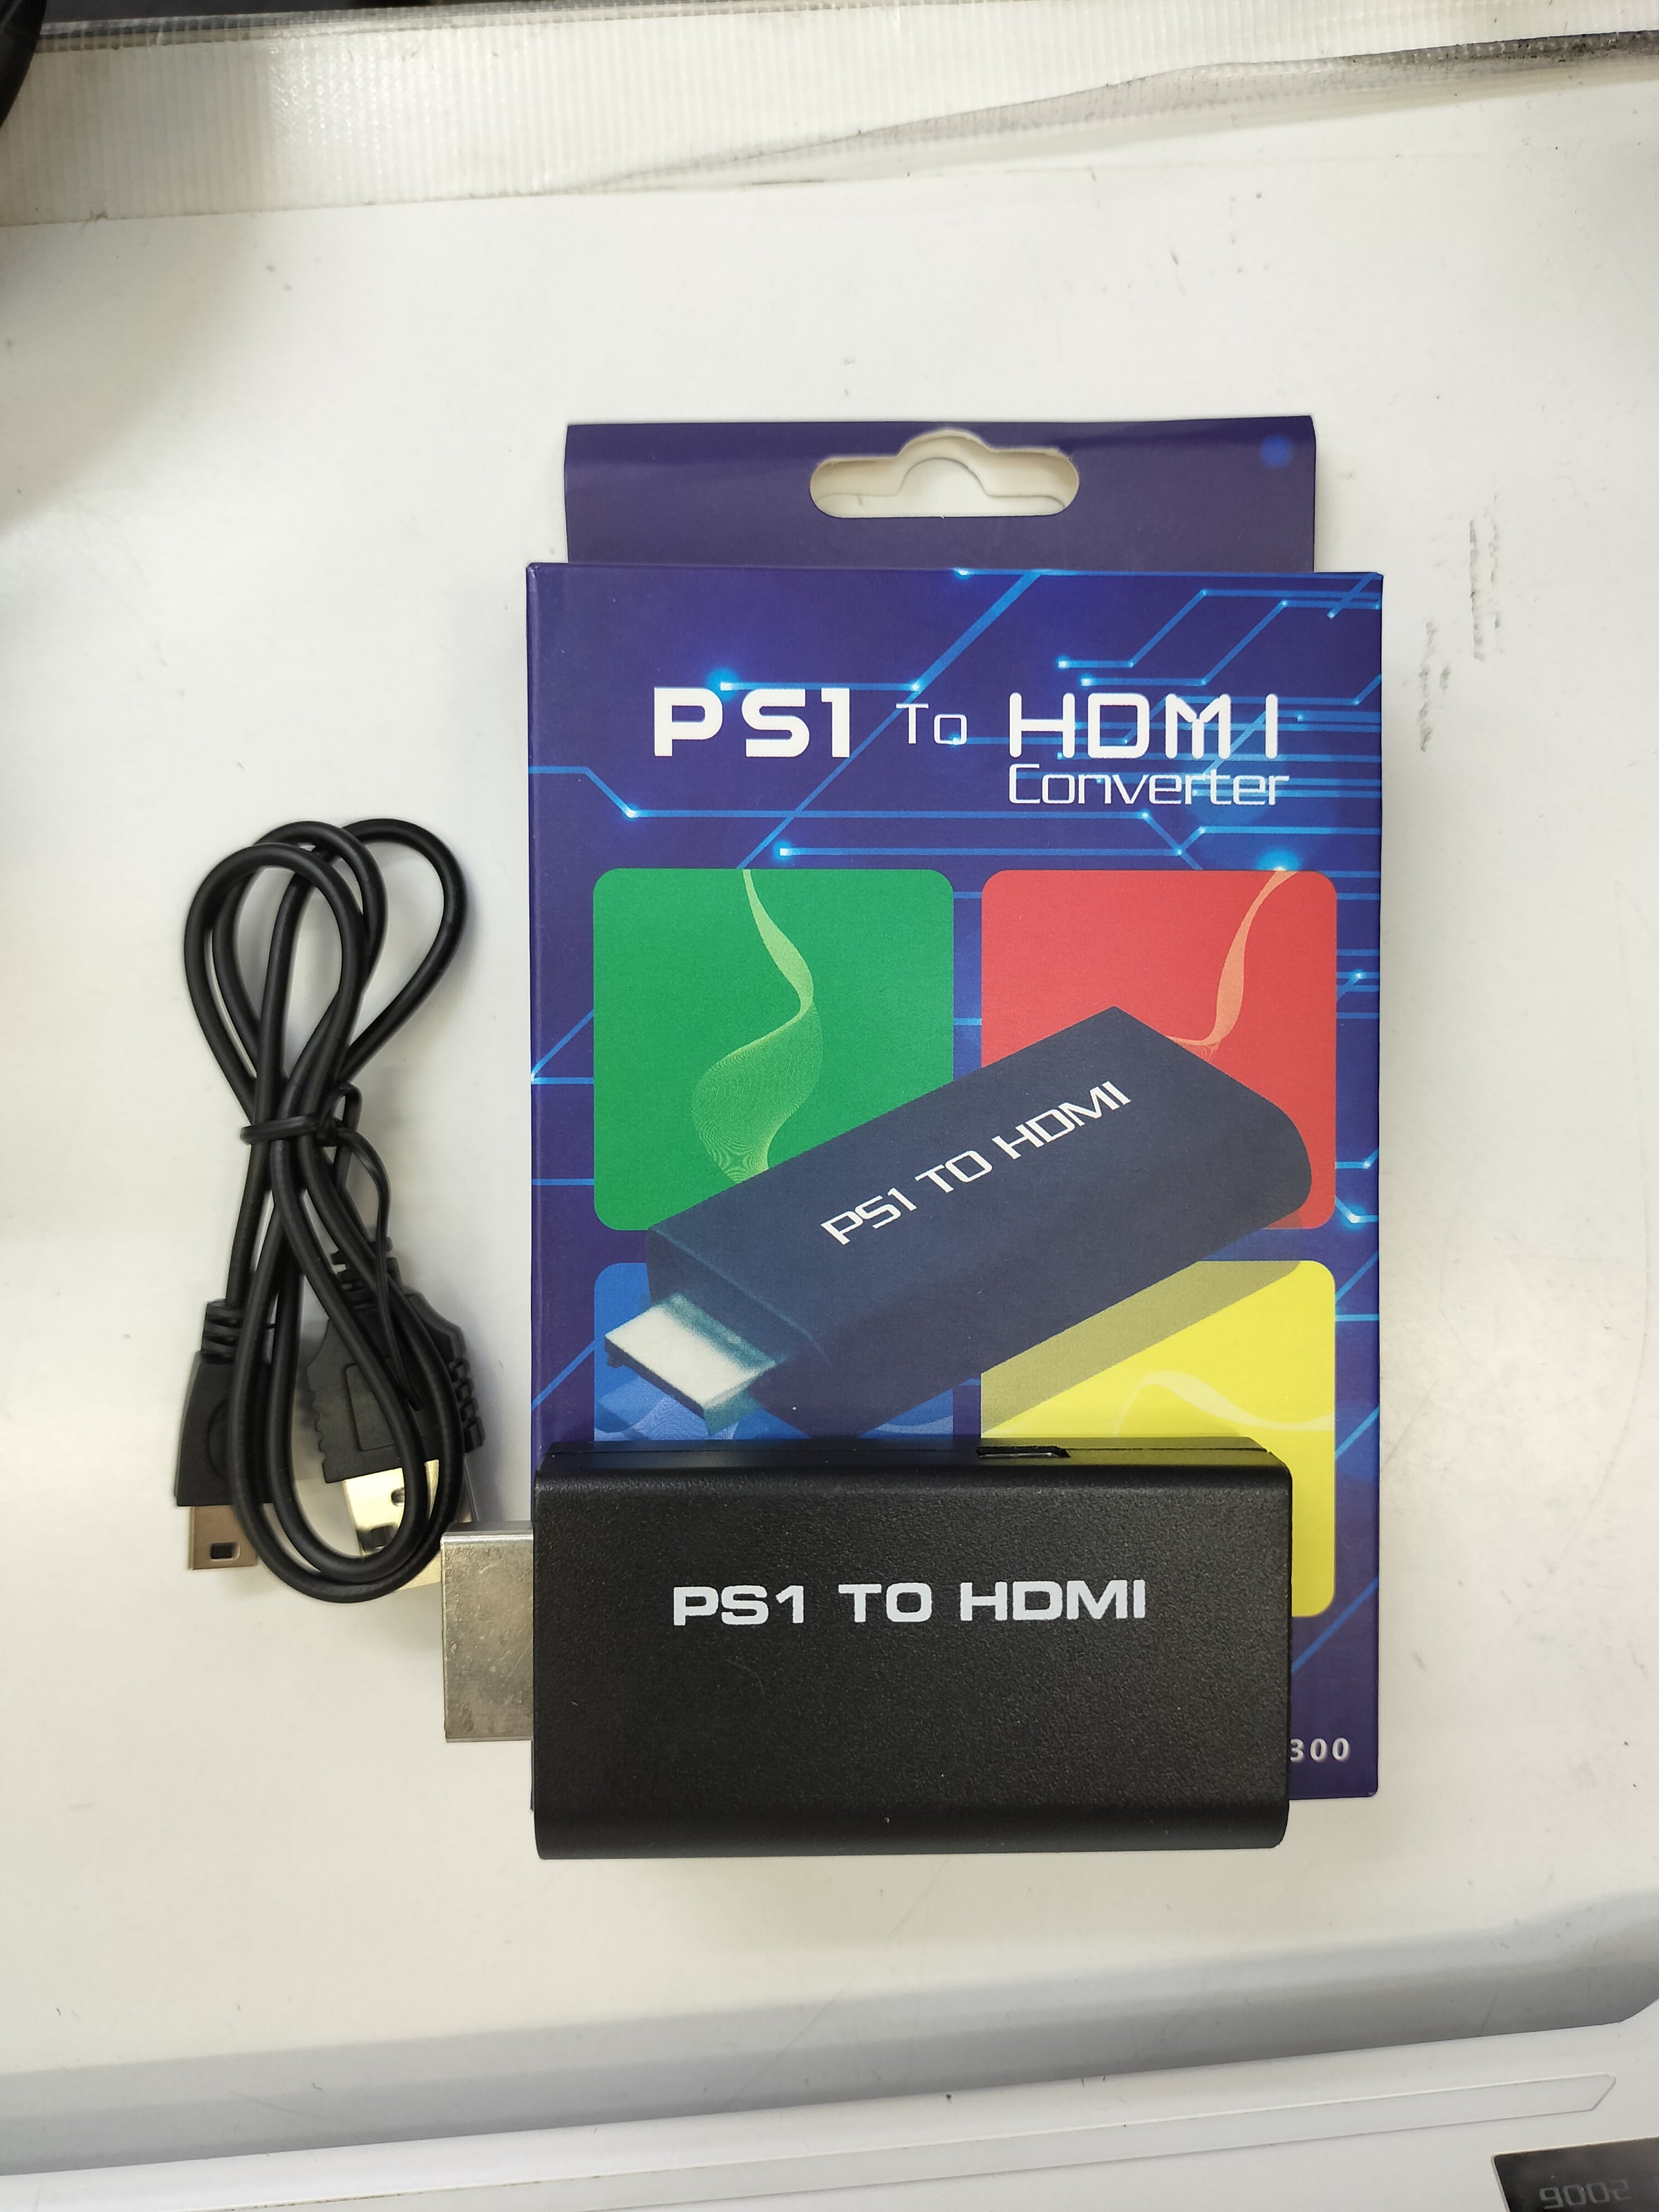 PS1 To HDMI
Converter
PS1 TO HDMI
PS1 TO HDMI
300